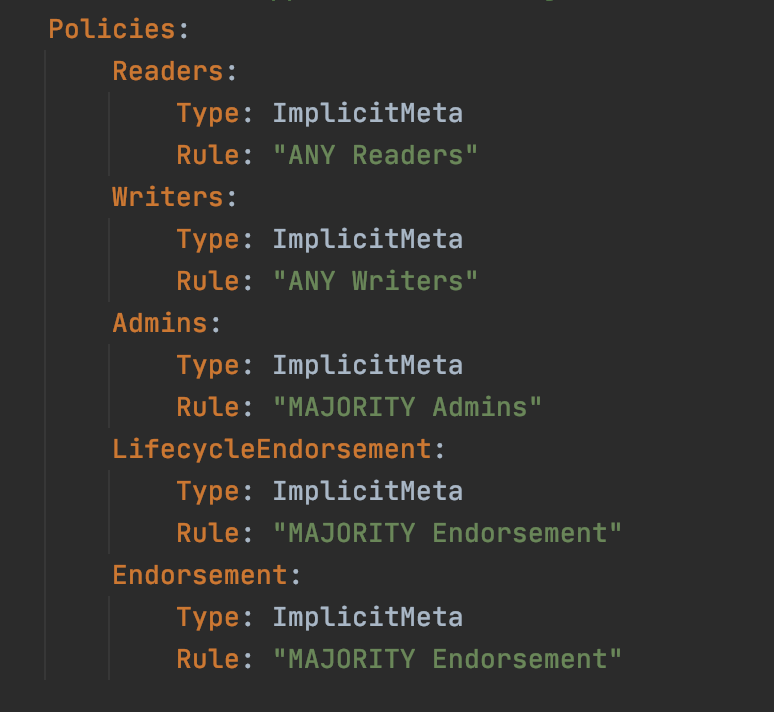 Policies:
Readers:
Type: ImplicitMeta
Rule: "ANY Readers"
Writers:
Type: ImplicitMeta
Rule: "ANY Writers"
Admins:
Type: ImplicitMeta
Rule: "MAJORITY Admins"
LifecycleEndorsement:
Type: ImplicitMeta
Rule: "MAJORITY Endorsement"
Endorsement:
Type: ImplicitMeta
Rule: "MAJORITY Endorsement"